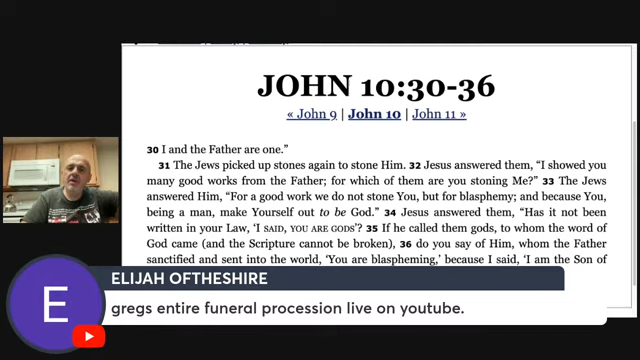 JOHN 10:30-36
« John 9 | John 10 | John 11 »
30 I and the Father are one.”
31 The Jews picked up stones again to stone Him. 32 Jesus answered them, “I showed you
many good works from the Father; for which of them are you stoning Me?” 33 The Jews
answered Him, “For a good work we do not stone You, but for blasphemy; and because You,
being a man, make Yourself out to be God.” 34 Jesus answered them, “Has it not been
written in your Law, ‘I SAID, YOU ARE GODS’? 35 If he called them gods, to whom the word of
God came (and the Scripture cannot be broken), 36 do you say of Him, whom the Father
sanctified and sent into the world, ‘You are blaspheming,’ because I said, ‘I am the Son of
E
ELIJAH OFTHESHIRE
gregs entire funeral procession live on youtube.